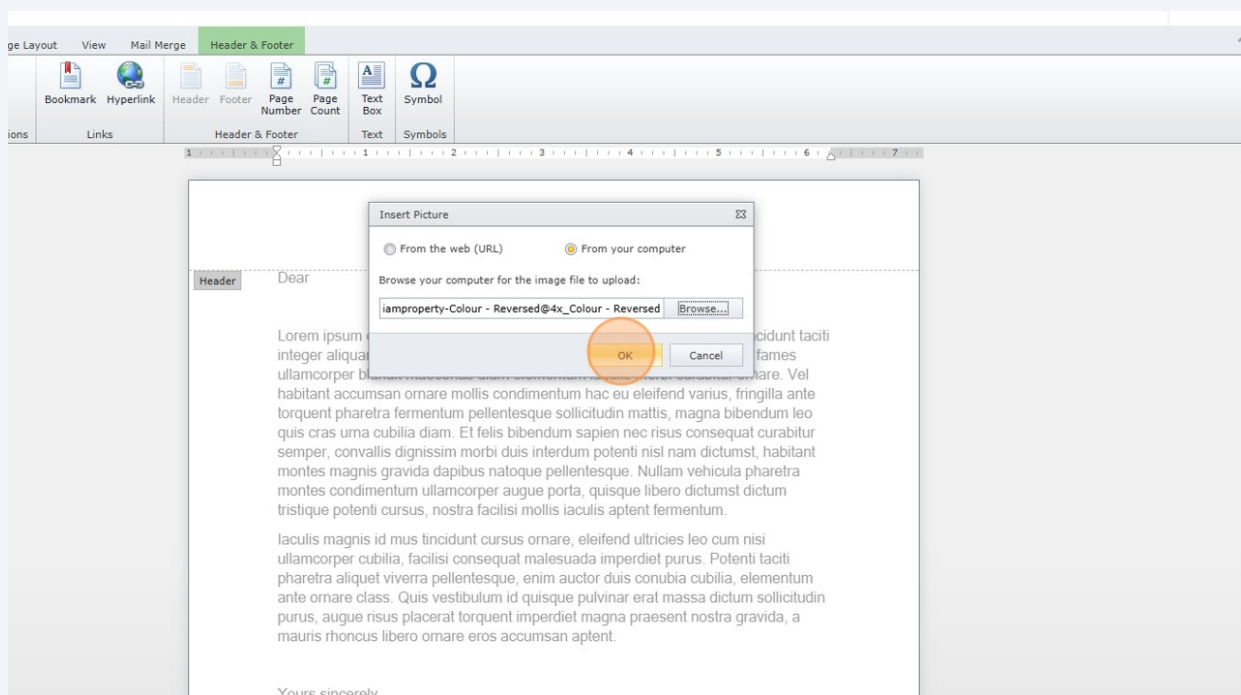 ge Layout View Mail Merge Header & Footer
Bookmark Hyperlink Header Footer Page Number Page Count Text Box Symbol
ions Links Header & Footer Text Symbols
1 1 2 3 4 5 6 7
Insert Picture
From the web (URL) From your computer
Header
Dear
Browse your computer for the image file to upload:
iamproperty-Colour - Reversed@4x_Colour - Reversed Browse...
OK Cancel
Lorem ipsum cidunt taciti
integer aliquar fames
ullamcorper ornare. Vel
habitant accumsan ornare mollis condimentum hac eu eleifend varius, fringilla ante
torquent pharetra fermentum pellentesque sollicitudin mattis, magna bibendum leo
quis cras urna cubilia diam. Et felis bibendum sapien nec risus consequat curabitur
semper, convallis dignissim morbi duis interdum potenti nisl nam dictumst, habitant
montes magnis gravida dapibus natoque pellentesque. Nullam vehicula pharetra
montes condimentum ullamcorper augue porta, quisque libero dictumst dictum
tristique potenti cursus, nostra facilisi mollis iaculis aptent fermentum.
Iaculis magnis id mus tincidunt cursus ornare, eleifend ultricies leo cum nisi
ullamcorper cubilia, facilisi consequat malesuada imperdiet purus. Potenti taciti
pharetra aliquet viverra pellentesque, enim auctor duis conubia cubilia, elementum
ante ornare class. Quis vestibulum id quisque pulvinar erat massa dictum sollicitudin
purus, augue risus placerat torquent imperdiet magna praesent nostra gravida, a
mauris rhoncus libero ornare eros accumsan aptent.
Yours sincerely